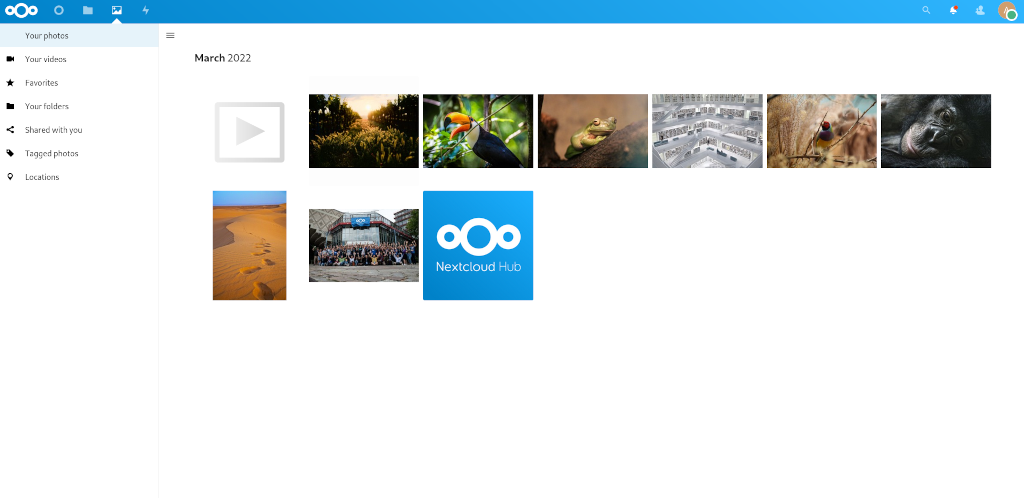 Your photos
Your videos
Favorites
Your folders
Shared with you
Tagged photos
Locations
March 2022
Nextcloud Hub